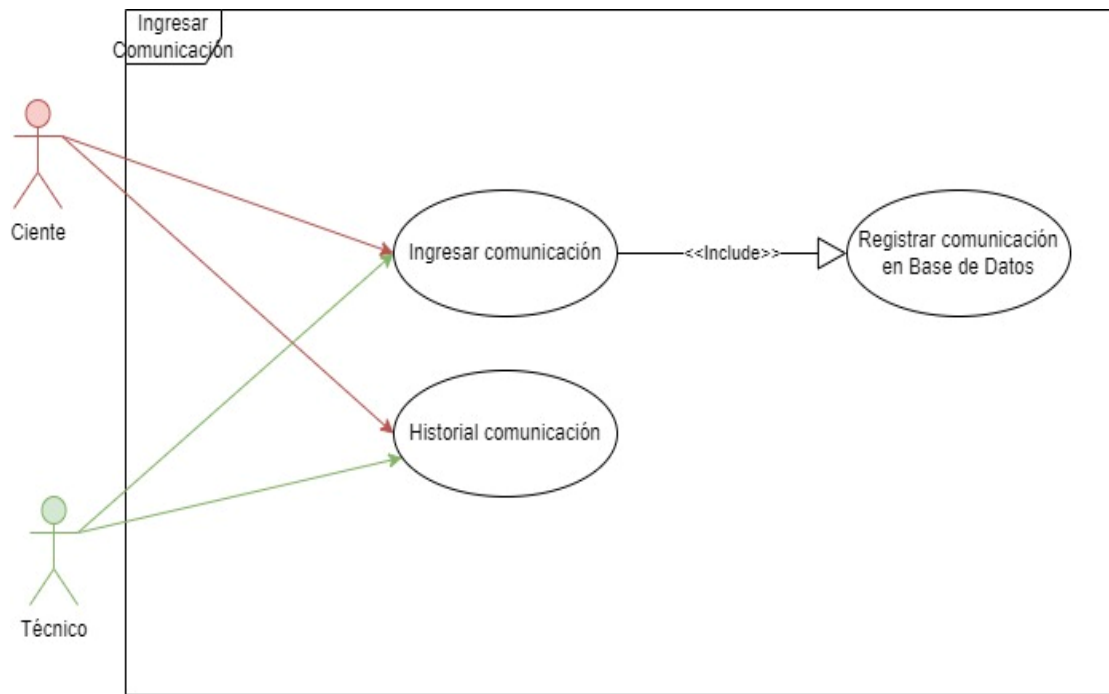 Ingresar
Comunicación
Ciente
Ingresar comunicación
<<Include>>
Registrar comunicación
en Base de Datos
Historial comunicación
Técnico